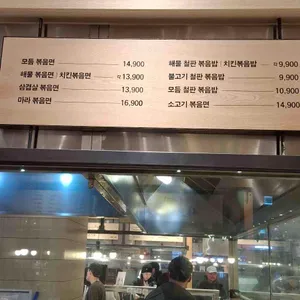 모듬 볶음면 14,900
해물 볶음면 | 치킨볶음면 각 13,900
삼겹살 볶음면 13,900
마라 볶음면 16,900
해물 철판 볶음밥 | 치킨볶음밥 각 9,900
불고기 철판 볶음밥 9,900
모듬 철판 볶음밥 10,900
소고기 볶음면 14,900